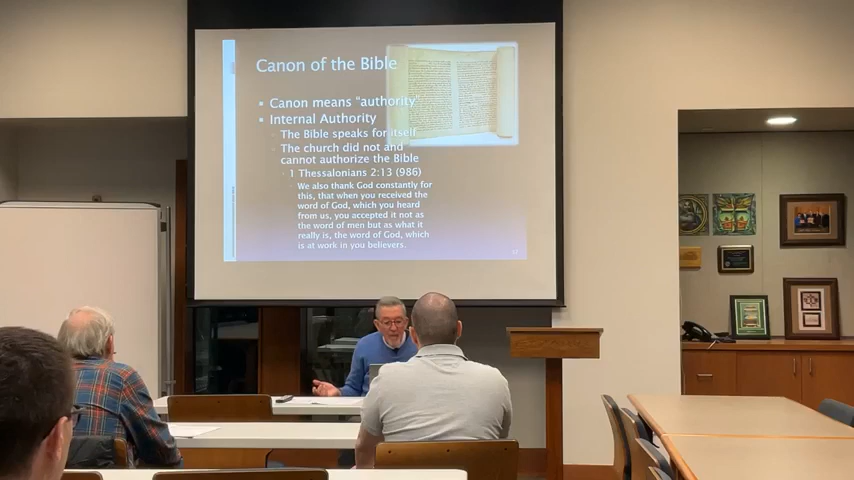 Canon of the Bible
Canon means "authority"
Internal Authority
The Bible speaks for itself
The church did not and
cannot authorize the Bible
1 Thessalonians 2:13 (986)
We also thank God constantly for
this, that when you received the
word of God, which you heard
from us, you accepted it not as
the word of men but as what it
really is, the word of God, which
is at work in you believers.